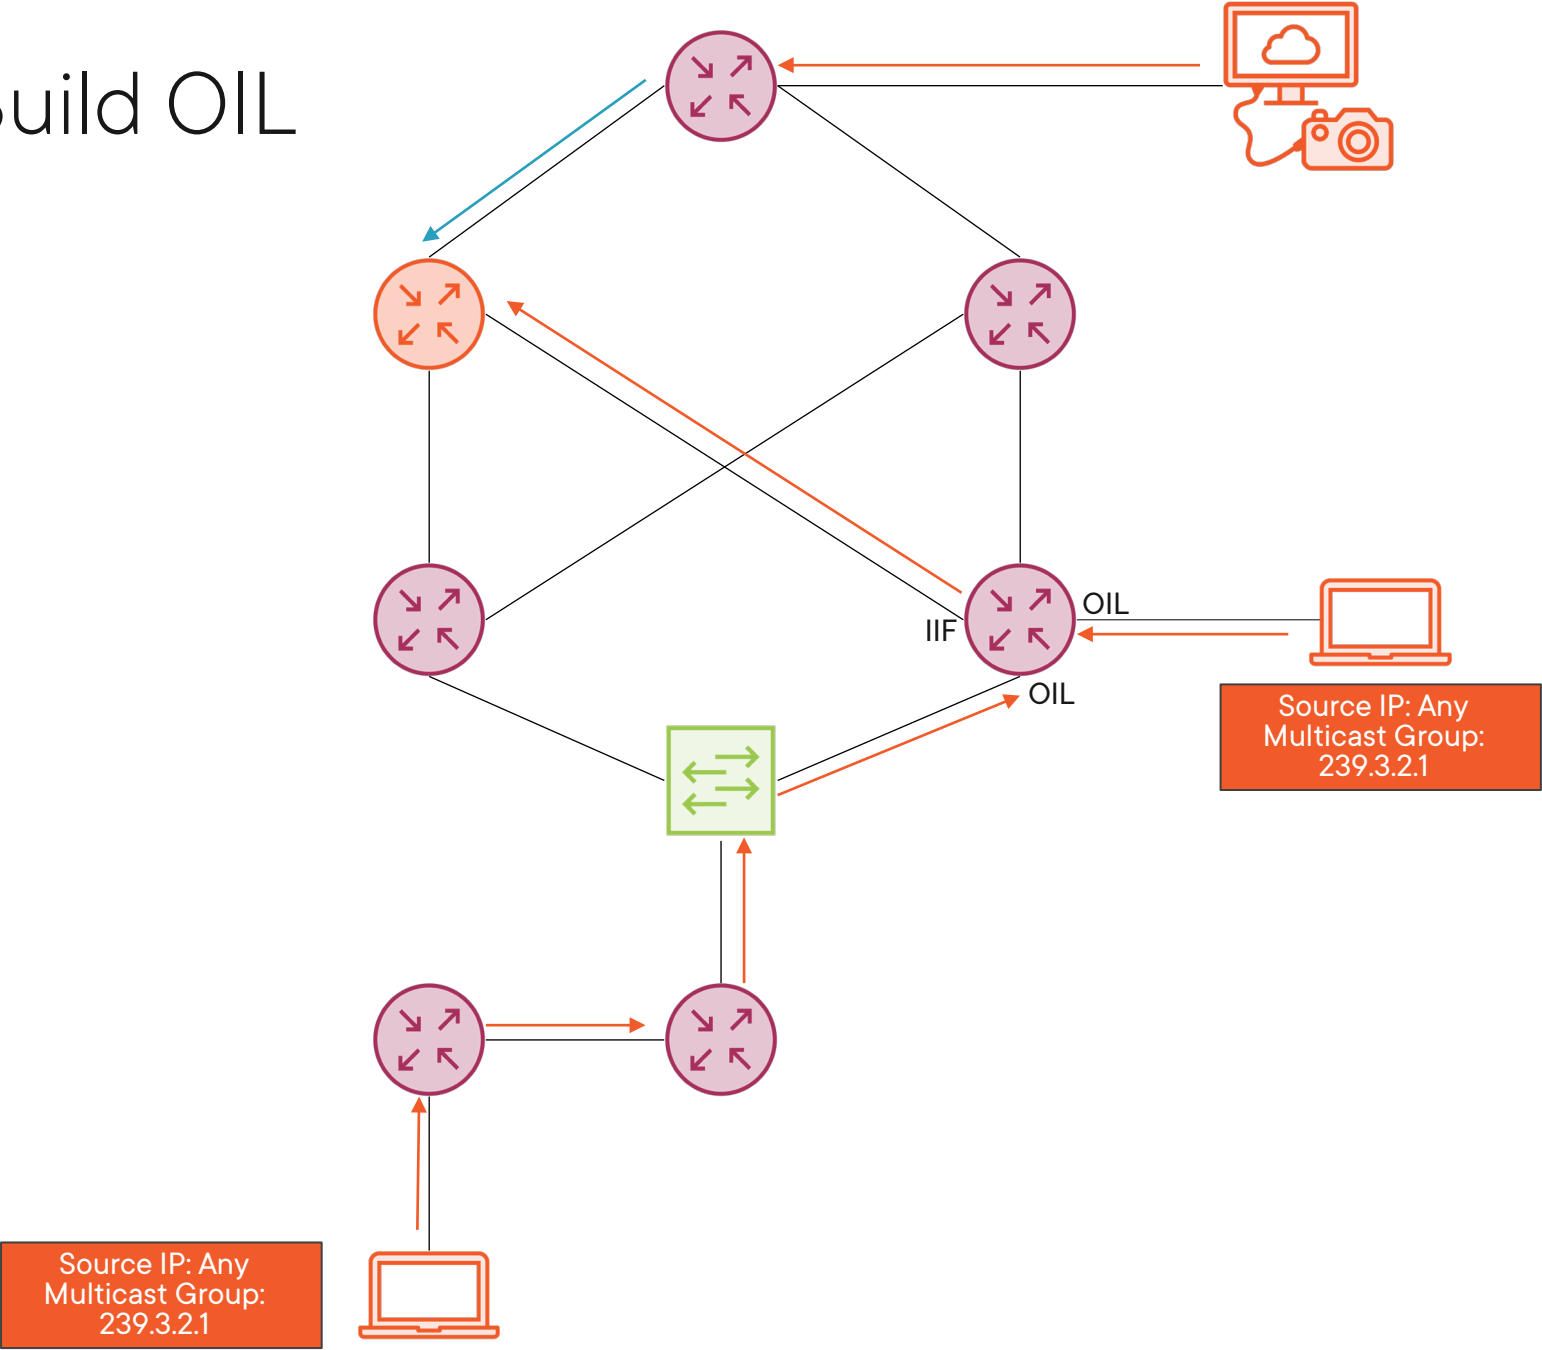 uild OIL
OIL
IIF
OIL
Source IP: Any
Multicast Group:
239.3.2.1
Source IP: Any
Multicast Group:
239.3.2.1